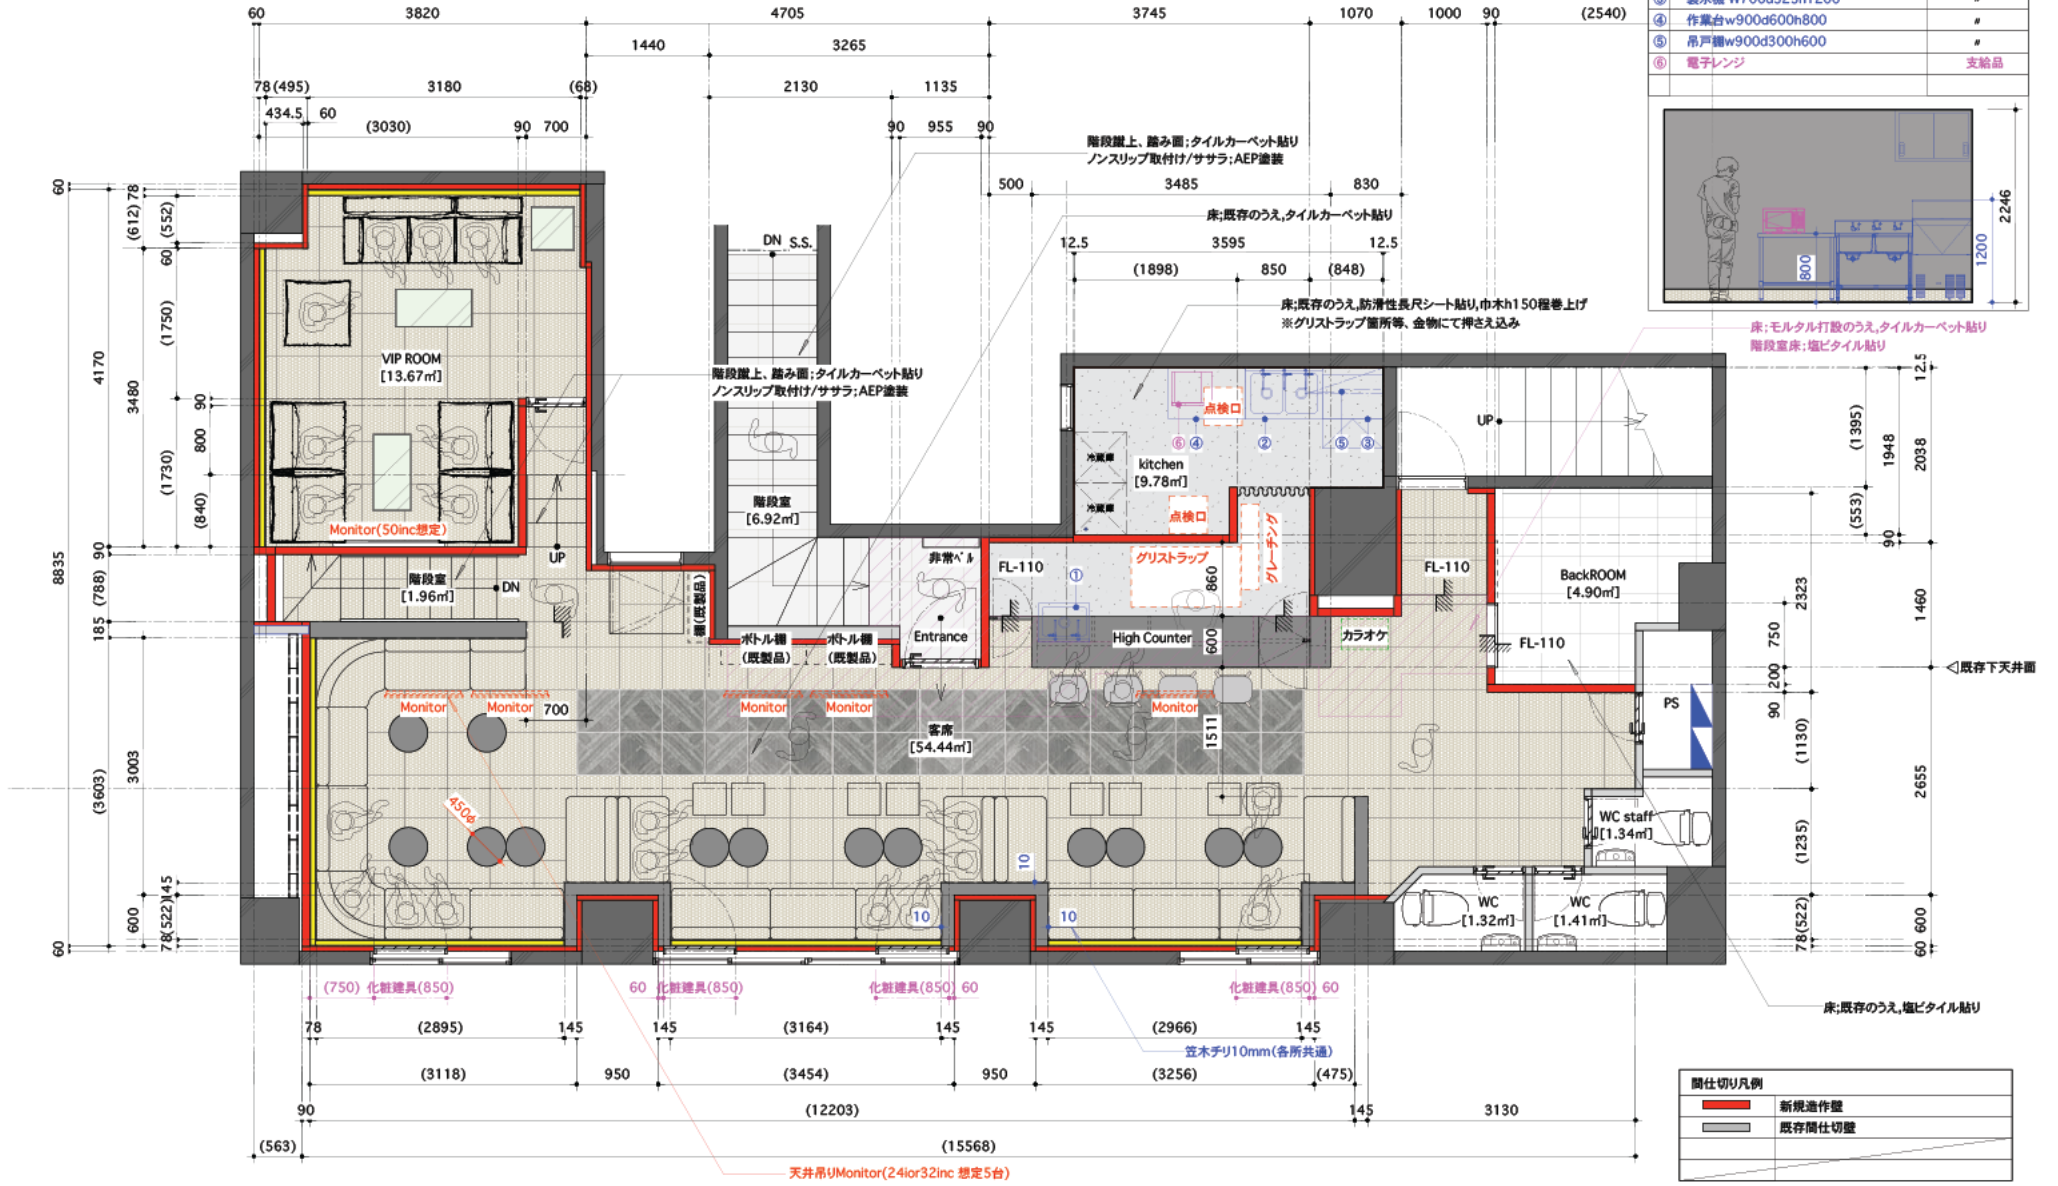 60
3820
4705
3745
1070
1000
90
(2540)
1440
3265
78
(495)
3180
(68)
2130
1135
434.5
60
(3030)
90
700
90
955
90
④ 作業台w900d600h800 〃
⑤ 吊戸棚w900d300h600 〃
⑥ 電子レンジ 支給品
2246
1200
800
階段蹴上、踏み面;タイルカーペット貼り
ノンスリップ取付け/ササラ;AEP塗装
500
3485
830
床;既存のうえ,タイルカーペット貼り
12.5
3595
12.5
(1898)
850
(848)
床;既存のうえ,防滑性長尺シート貼り,巾木h150程巻上げ
※グリストラップ箇所等、金物にて押さえ込み
床;モルタル打設のうえ,タイルカーペット貼り
階段室床;塩ビタイル貼り
階段蹴上、踏み面;タイルカーペット貼り
ノンスリップ取付け/ササラ;AEP塗装
60
8835
4170
90
(788)
185
(3603)
60
78
(612)
(552)
60
(1750)
3480
90
800
(1730)
(840)
3003
145
(522)
600
78
VIP ROOM
[13.67㎡]
Monitor(50inc想定)
DN S.S.
階段室
[6.92㎡]
UP
階段室
[1.96㎡]
DN
棚(既製品)
ボトル棚
(既製品)
ボトル棚
(既製品)
非常ベル
Entrance
点検口
⑥
④
②
⑤
③
冷蔵庫
冷蔵庫
kitchen
[9.78㎡]
点検口
グリストラップ
グレーチング
FL-110
①
860
600
High Counter
カラオケ
UP
FL-110
BackROOM
[4.90㎡]
FL-110
PS
Monitor
Monitor
Monitor
Monitor
Monitor
700
客席
[54.44㎡]
1511
450φ
10
10
10
WC staff
[1.34㎡]
WC
[1.32㎡]
WC
[1.41㎡]
12.5
(1395)
1948
2038
(553)
90
2323
1460
750
200
90
(1130)
2655
(1235)
78
(522)
600
60
60
◁既存下天井面
(750)
化粧建具(850)
60
化粧建具(850)
化粧建具(850)
60
化粧建具(850)
60
床;既存のうえ,塩ビタイル貼り
78
(2895)
145
145
(3164)
145
145
(2966)
145
笠木チリ10mm(各所共通)
(3118)
950
(3454)
950
(3256)
(475)
90
(12203)
145
3130
(563)
(15568)
天井吊りMonitor(24ior32inc 想定5台)
間仕切り凡例
新規造作壁
既存間仕切壁